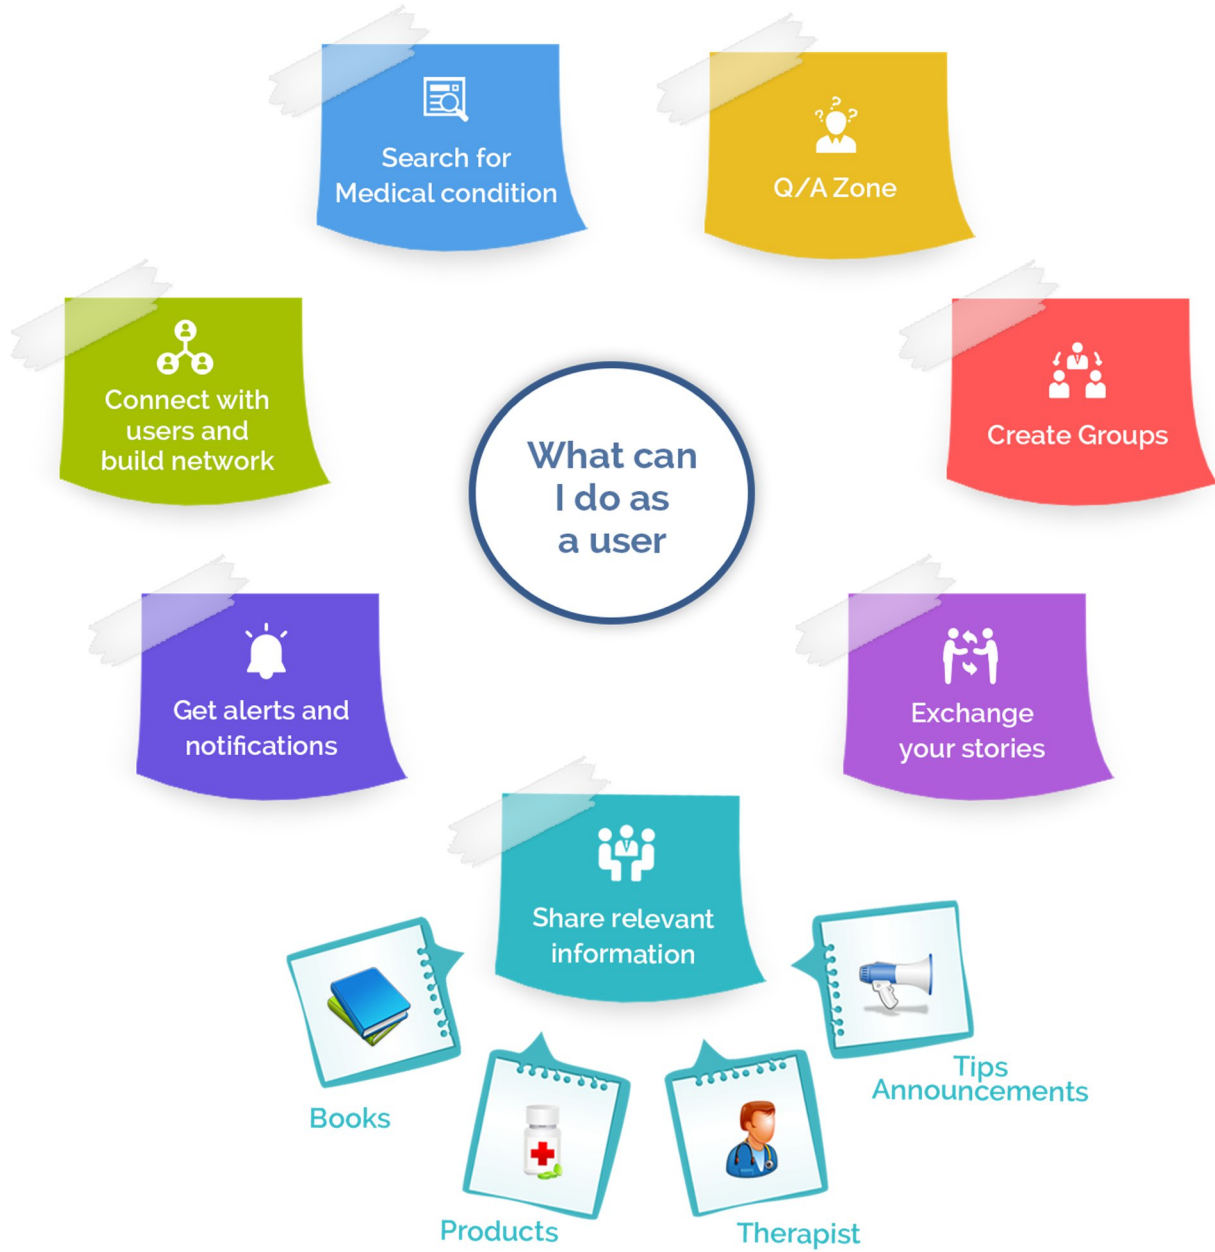 Search for
Medical condition
Q/A Zone
Connect with
users and
build network
What can
I do as
a user
Create Groups
Get alerts and
notifications
Exchange
your stories
Share relevant
information
Books
Products
Therapist
Tips
Announcements